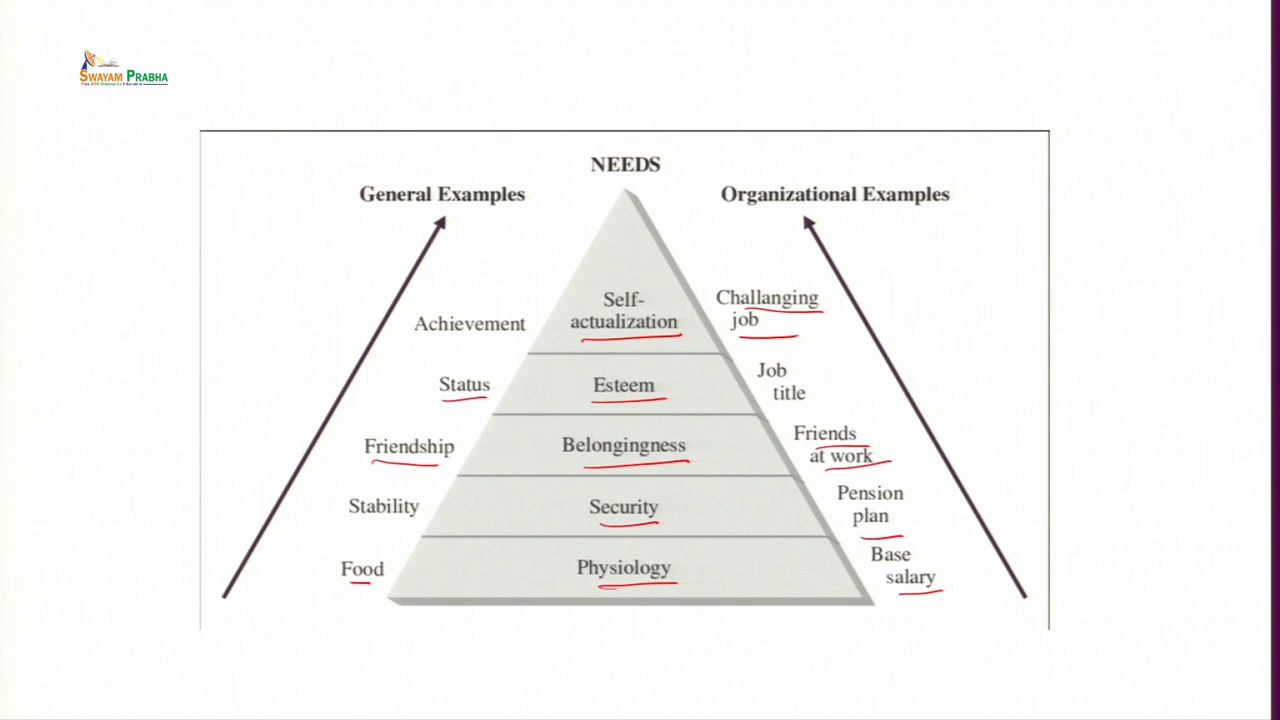 SWAYAM PRABHA
NEEDS
General Examples
Organizational Examples
Self-
actualization
Achievement
Challanging
job
Esteem
Status
Job
title
Belongingness
Friendship
Friends
at work
Security
Stability
Pension
plan
Physiology
Food
Base
salary